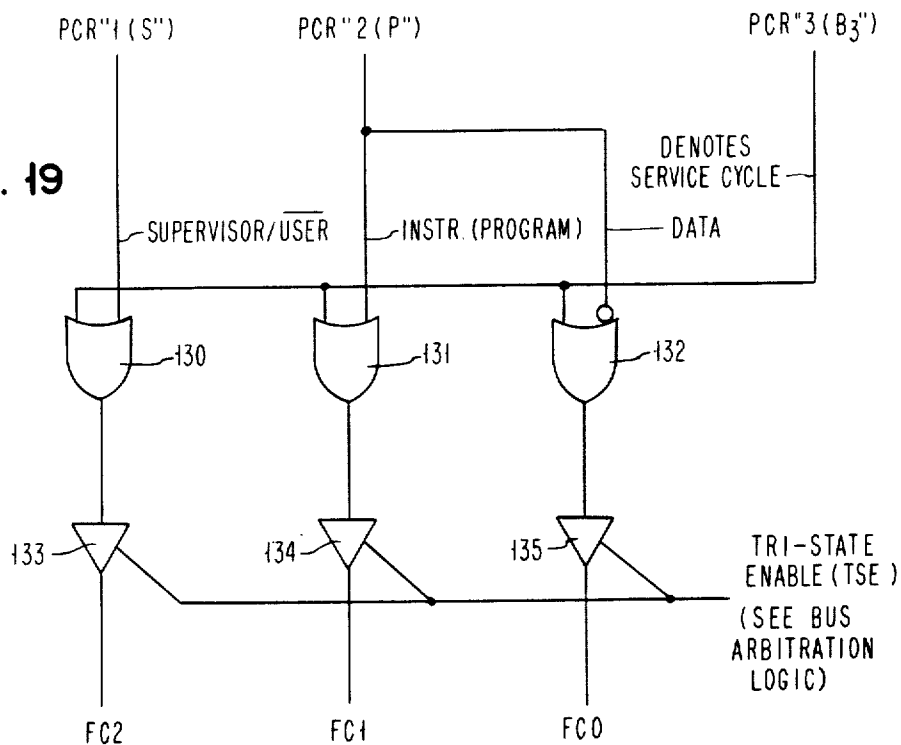 PCR"1(S")
PCR"2(P")
PCR"3(B3")
. 19
DENOTES
SERVICE CYCLE
SUPERVISOR/USER
INSTR.(PROGRAM)
DATA
130
131
132
133
134
135
TRI-STATE
ENABLE(TSE)
(SEE BUS
ARBITRATION
LOGIC)
FC2
FC1
FC0